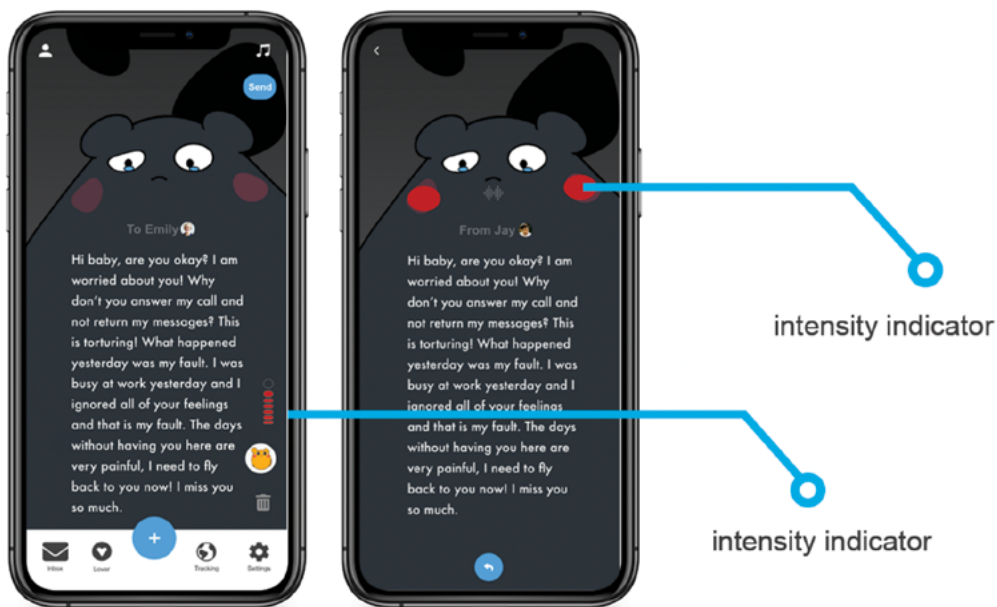 Send
To Emily
Hi baby, are you okay? I am
worried about you! Why
don't you answer my call and
not return my messages? This
is torturing! What happened
yesterday was my fault. I was
busy at work yesterday and I
ignored all of your feelings
and that is my fault. The days
without having you here are
very painful, I need to fly
back to you now! I miss you
so much.
Inbox
Lover
Tracking
Settings
From Jay
Hi baby, are you okay? I am
worried about you! Why
don't you answer my call and
not return my messages? This
is torturing! What happened
yesterday was my fault. I was
busy at work yesterday and I
ignored all of your feelings
and that is my fault. The days
without having you here are
very painful, I need to fly
back to you now! I miss you
so much.
intensity indicator
intensity indicator